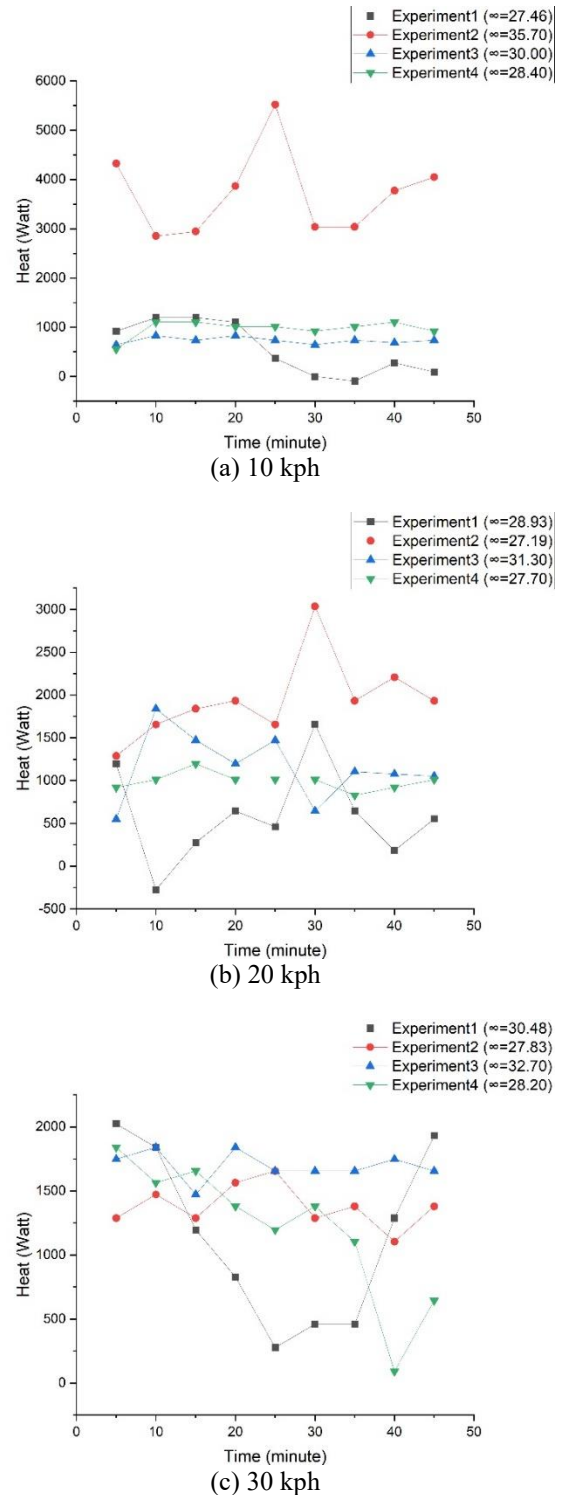 Experiment1 (∞=27.46)
Experiment2 (∞=35.70)
Experiment3 (∞=30.00)
Experiment4 (∞=28.40)
6000
5000
4000
3000
2000
1000
0
Heat (Watt)
0 10 20 30 40 50
Time (minute)
(a) 10 kph
Experiment1 (∞=28.93)
Experiment2 (∞=27.19)
Experiment3 (∞=31.30)
Experiment4 (∞=27.70)
3000
2500
2000
1500
1000
500
0
-500
Heat (Watt)
0 10 20 30 40 50
Time (minute)
(b) 20 kph
Experiment1 (∞=30.48)
Experiment2 (∞=27.83)
Experiment3 (∞=32.70)
Experiment4 (∞=28.20)
2000
1500
1000
500
0
Heat (Watt)
0 10 20 30 40 50
Time (minute)
(c) 30 kph